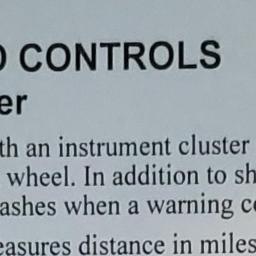 CONTROLS
er
th an instrument cluster
wheel. In addition to sh
ashes when a warning c
easures distance in miles